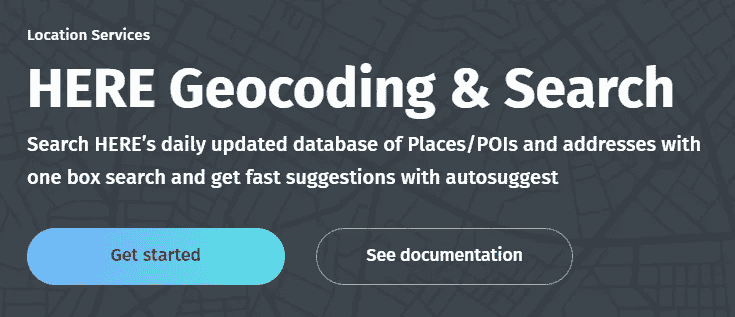 Location Services
HERE Geocoding & Search
Search HERE’s daily updated database of Places/POIs and addresses with
one box search and get fast suggestions with autosuggest
Get started
See documentation